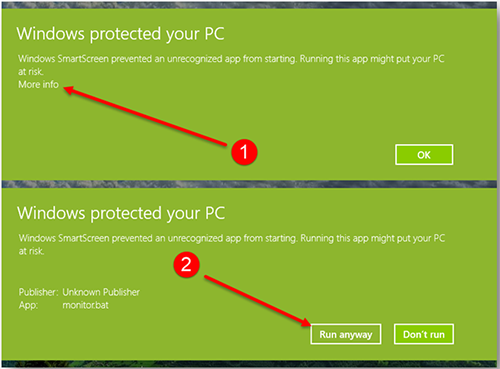 Windows protected your PC
Windows SmartScreen prevented an unrecognized app from starting. Running this app might put your PC
at risk.
More info
1
OK
Windows protected your PC
Windows SmartScreen prevented an unrecognized app from starting. Running this app might put your PC
at risk.
2
Publisher: Unknown Publisher
App: monitor.bat
Run anyway Don't run